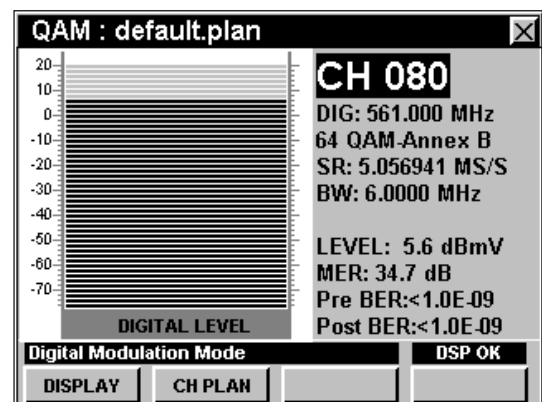 QAM : default.plan
20
10
0
-10
-20
-30
-40
-50
-60
-70
DIGITAL LEVEL
CH 080
DIG: 561.000 MHz
64 QAM-Annex B
SR: 5.056941 MS/S
BW: 6.0000 MHz
LEVEL: 5.6 dBmV
MER: 34.7 dB
Pre BER:<1.0E-09
Post BER:<1.0E-09
Digital Modulation Mode
DSP OK
DISPLAY
CH PLAN